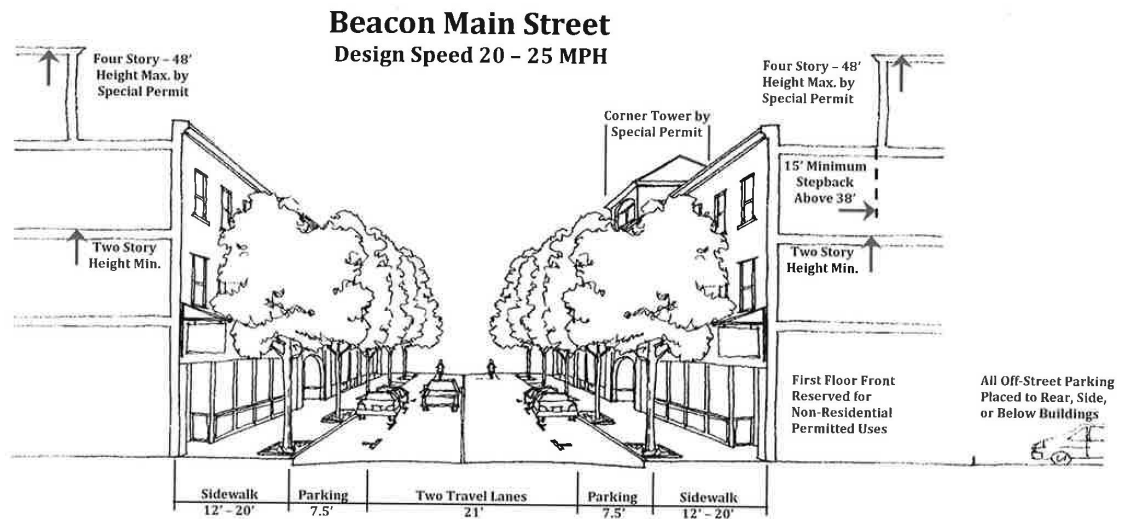 Beacon Main Street
Design Speed 20 – 25 MPH
Four Story – 48'
Height Max. by
Special Permit
Four Story – 48'
Height Max. by
Special Permit
Corner Tower by
Special Permit
15' Minimum
Stepback
Above 38'
Two Story
Height Min.
Two Story
Height Min.
First Floor Front
Reserved for
Non-Residential
Permitted Uses
All Off-Street Parking
Placed to Rear, Side,
or Below Buildings
Sidewalk
12' – 20'
Parking
7.5'
Two Travel Lanes
21'
Parking
7.5'
Sidewalk
12' – 20'